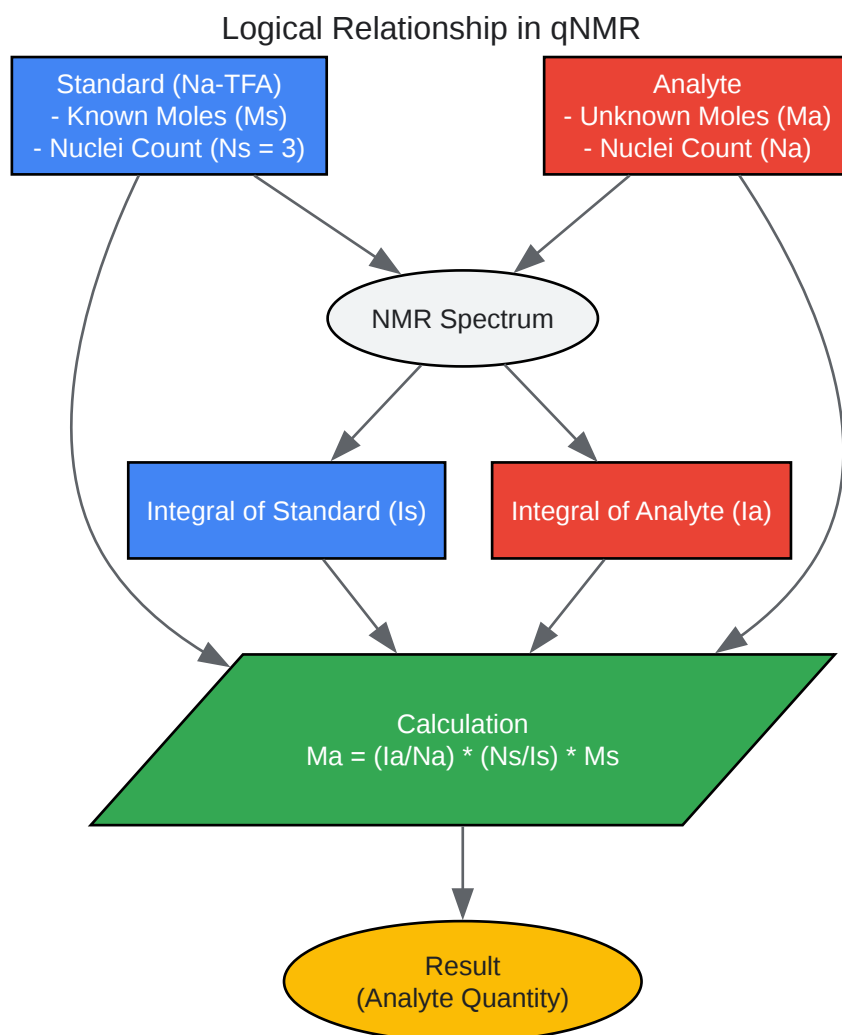 Logical Relationship in qNMR
Standard (Na-TFA)
- Known Moles (Ms)
- Nuclei Count (Ns = 3)
Analyte
- Unknown Moles (Ma)
- Nuclei Count (Na)
NMR Spectrum
Integral of Standard (Is)
Integral of Analyte (Ia)
Calculation
Ma = (Ia/Na) * (Ns/Is) * Ms
Result
(Analyte Quantity)